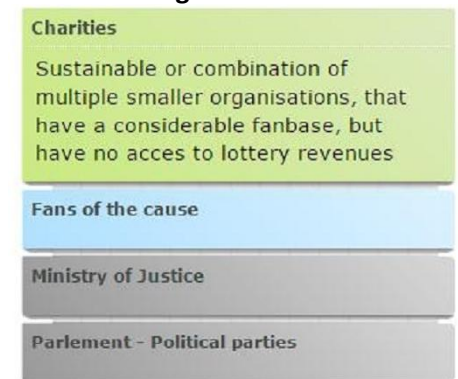 Charities
Sustainable or combination of
multiple smaller organisations, that
have a considerable fanbase, but
have no acces to lottery revenues
Fans of the cause
Ministry of Justice
Parlement - Political parties